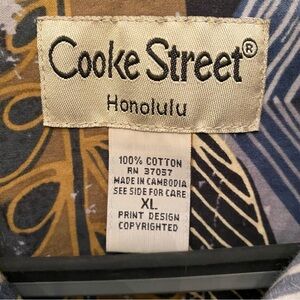 Cooke Street®
Honolulu
100% COTTON
RN 37057
MADE IN CAMBODIA
SEE SIDE FOR CARE
XL
PRINT DESIGN
COPYRIGHTED